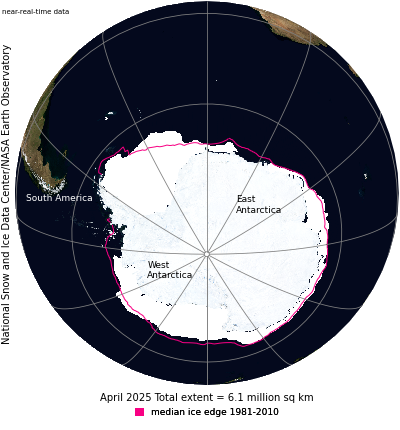 near-real-time data
National Snow and Ice Data Center/NASA Earth Observatory
South America
East
Antarctica
West
Antarctica
April 2025 Total extent = 6.1 million sq km
median ice edge 1981-2010